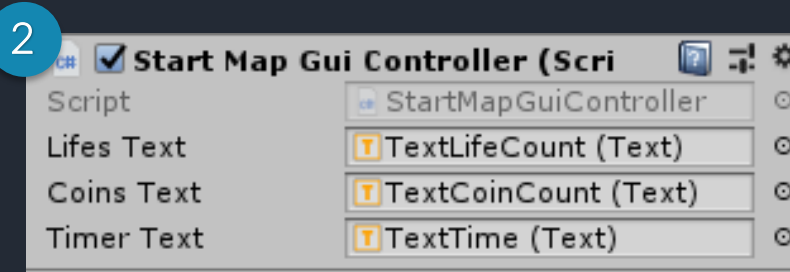 2
Start Map Gui Controller (Scri
Script StartMapGuiController
Lifes Text TextLifeCount (Text)
Coins Text TextCoinCount (Text)
Timer Text TextTime (Text)